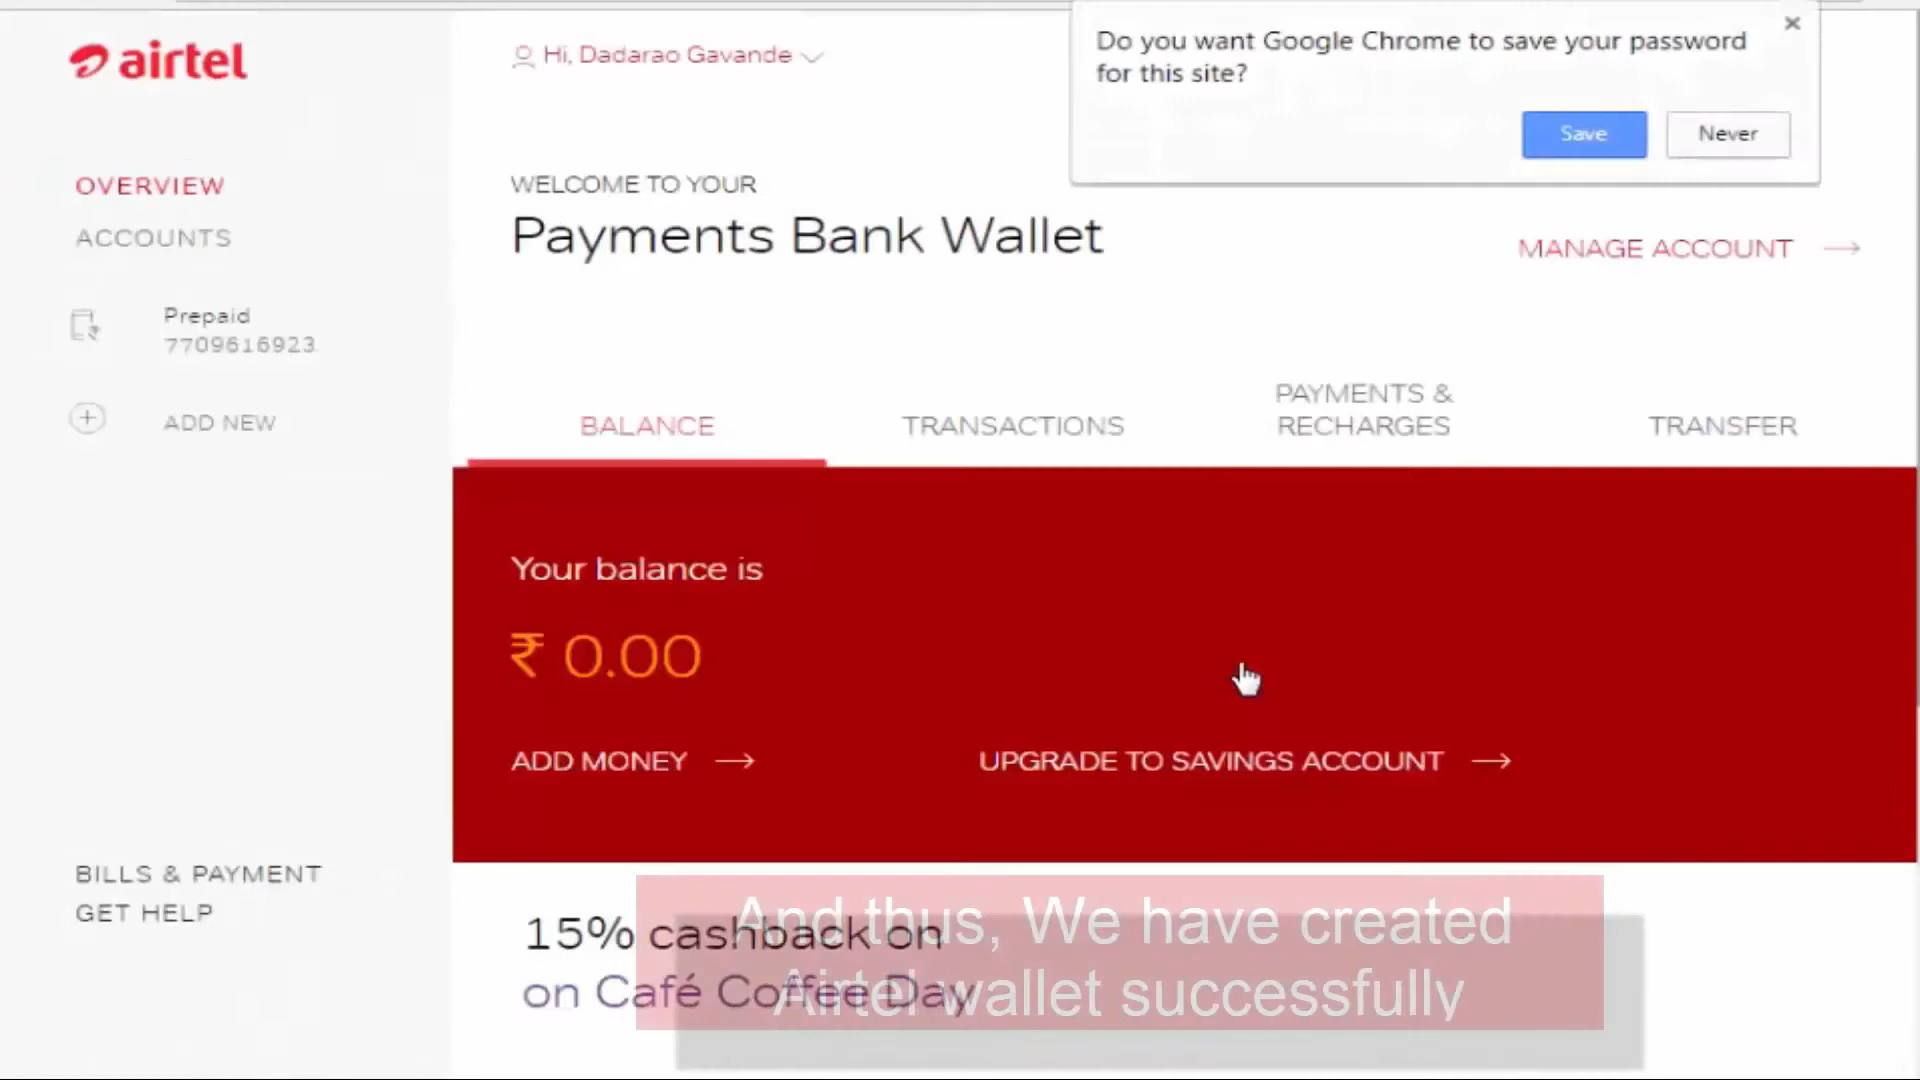 airtel
Hi, Dadarao Gavande
Do you want Google Chrome to save your password
for this site?
Save
Never
OVERVIEW
ACCOUNTS
Prepaid
7709616923
ADD NEW
WELCOME TO YOUR
Payments Bank Wallet
MANAGE ACCOUNT
BALANCE
TRANSACTIONS
PAYMENTS &
RECHARGES
TRANSFER
Your balance is
₹ 0.00
ADD MONEY
UPGRADE TO SAVINGS ACCOUNT
BILLS & PAYMENT
GET HELP
15% cashback on
on Café Coffee Day
And thus, We have created
Airtel wallet successfully